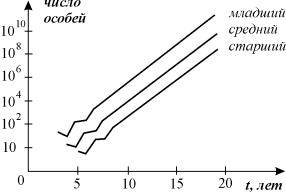 число
особей
10¹⁰
10⁸
10⁶
10⁴
10²
10
0
5
10
15
20
t, лет
младший
средний
старший